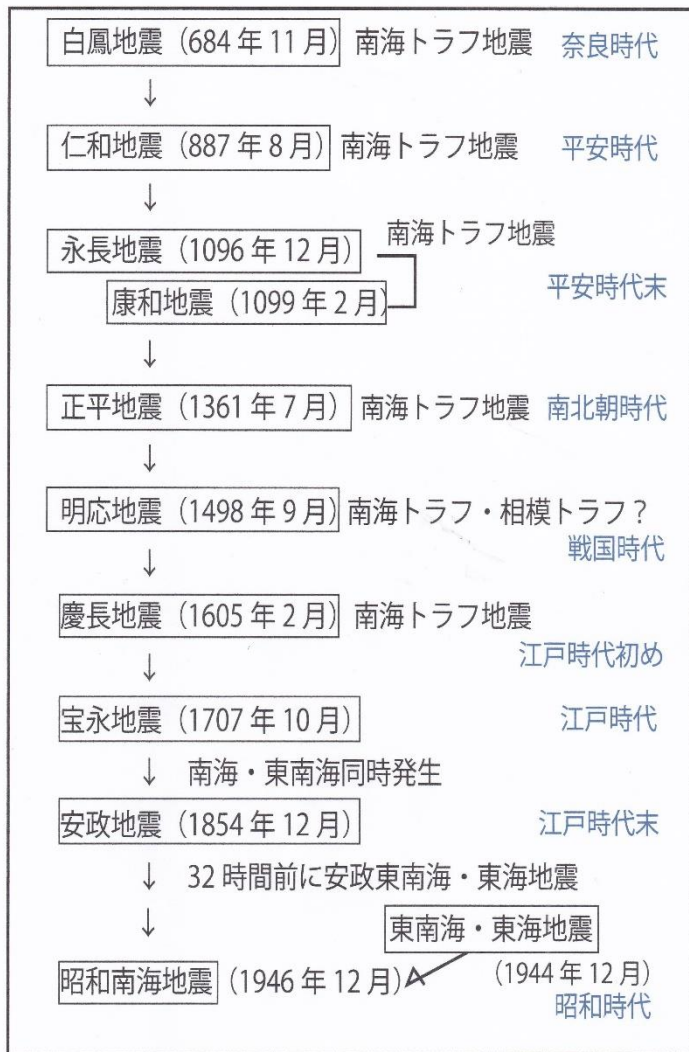 白鳳地震（684年11月） 南海トラフ地震 奈良時代
↓
仁和地震（887年8月） 南海トラフ地震 平安時代
↓
永長地震（1096年12月） 南海トラフ地震
康和地震（1099年2月） 平安時代末
↓
正平地震（1361年7月） 南海トラフ地震 南北朝時代
↓
明応地震（1498年9月） 南海トラフ・相模トラフ？
戦国時代
↓
慶長地震（1605年2月） 南海トラフ地震
江戸時代初め
↓
宝永地震（1707年10月） 江戸時代
↓ 南海・東南海同時発生
安政地震（1854年12月） 江戸時代末
↓ 32時間前に安政東南海・東海地震
↓ 東南海・東海地震
昭和南海地震（1946年12月） （1944年12月）
昭和時代